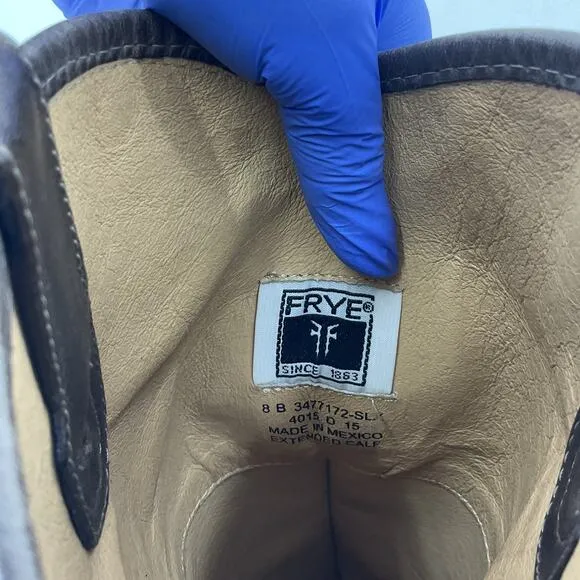 FRYE®
SINCE 1863
8 B 3477172-SL
4015 D 15
MADE IN MEXICO
EXTENDED CALF